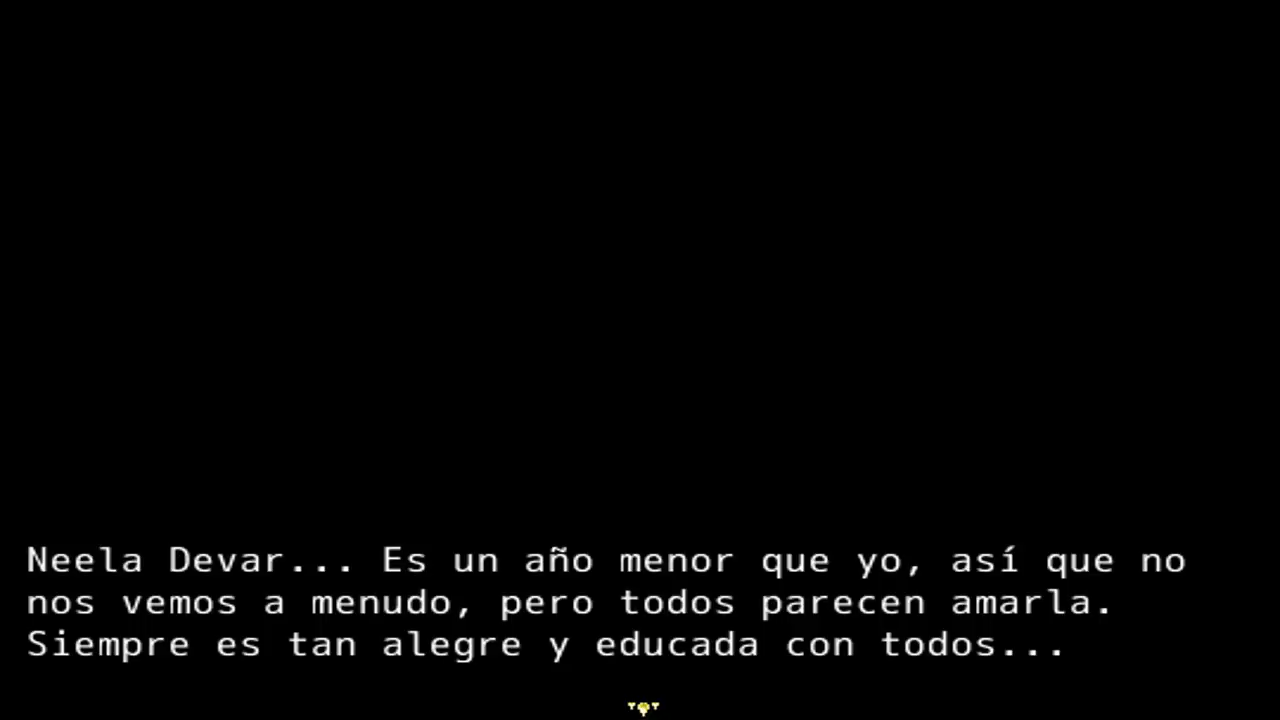 Neela Devar... Es un año menor que yo, así que no
nos vemos a menudo, pero todos parecen amarla.
Siempre es tan alegre y educada con todos...